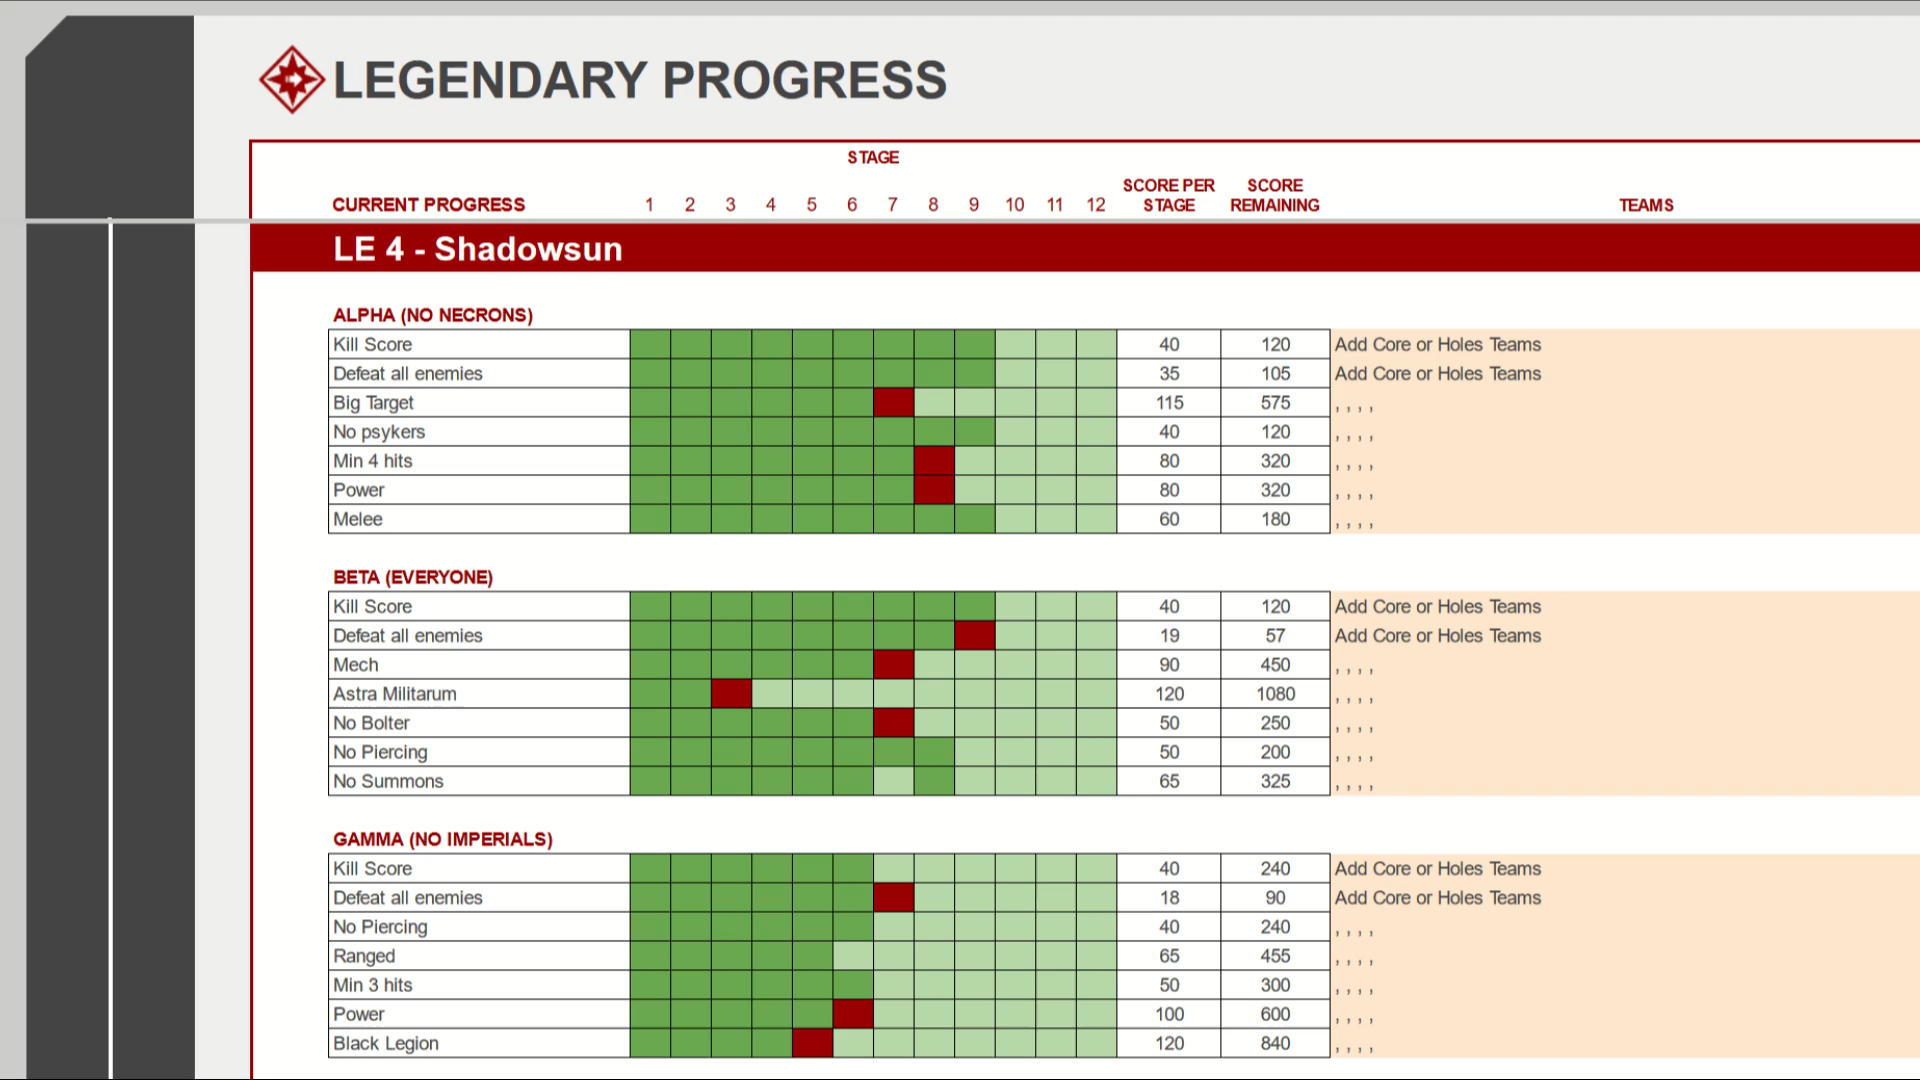 LEGENDARY PROGRESS
STAGE
CURRENT PROGRESS 1 2 3 4 5 6 7 8 9 10 11 12 SCORE PER STAGE SCORE REMAINING TEAMS
LE 4 - Shadowsun
ALPHA (NO NECRONS)
Kill Score 40 120 Add Core or Holes Teams
Defeat all enemies 35 105 Add Core or Holes Teams
Big Target 115 575 , , , ,
No psykers 40 120 , , , ,
Min 4 hits 80 320 , , , ,
Power 80 320 , , , ,
Melee 60 180 , , , ,
BETA (EVERYONE)
Kill Score 40 120 Add Core or Holes Teams
Defeat all enemies 19 57 Add Core or Holes Teams
Mech 90 450 , , , ,
Astra Militarum 120 1080 , , , ,
No Bolter 50 250 , , , ,
No Piercing 50 200 , , , ,
No Summons 65 325 , , , ,
GAMMA (NO IMPERIALS)
Kill Score 40 240 Add Core or Holes Teams
Defeat all enemies 18 90 Add Core or Holes Teams
No Piercing 40 240 , , , ,
Ranged 65 455 , , , ,
Min 3 hits 50 300 , , , ,
Power 100 600 , , , ,
Black Legion 120 840 , , , ,